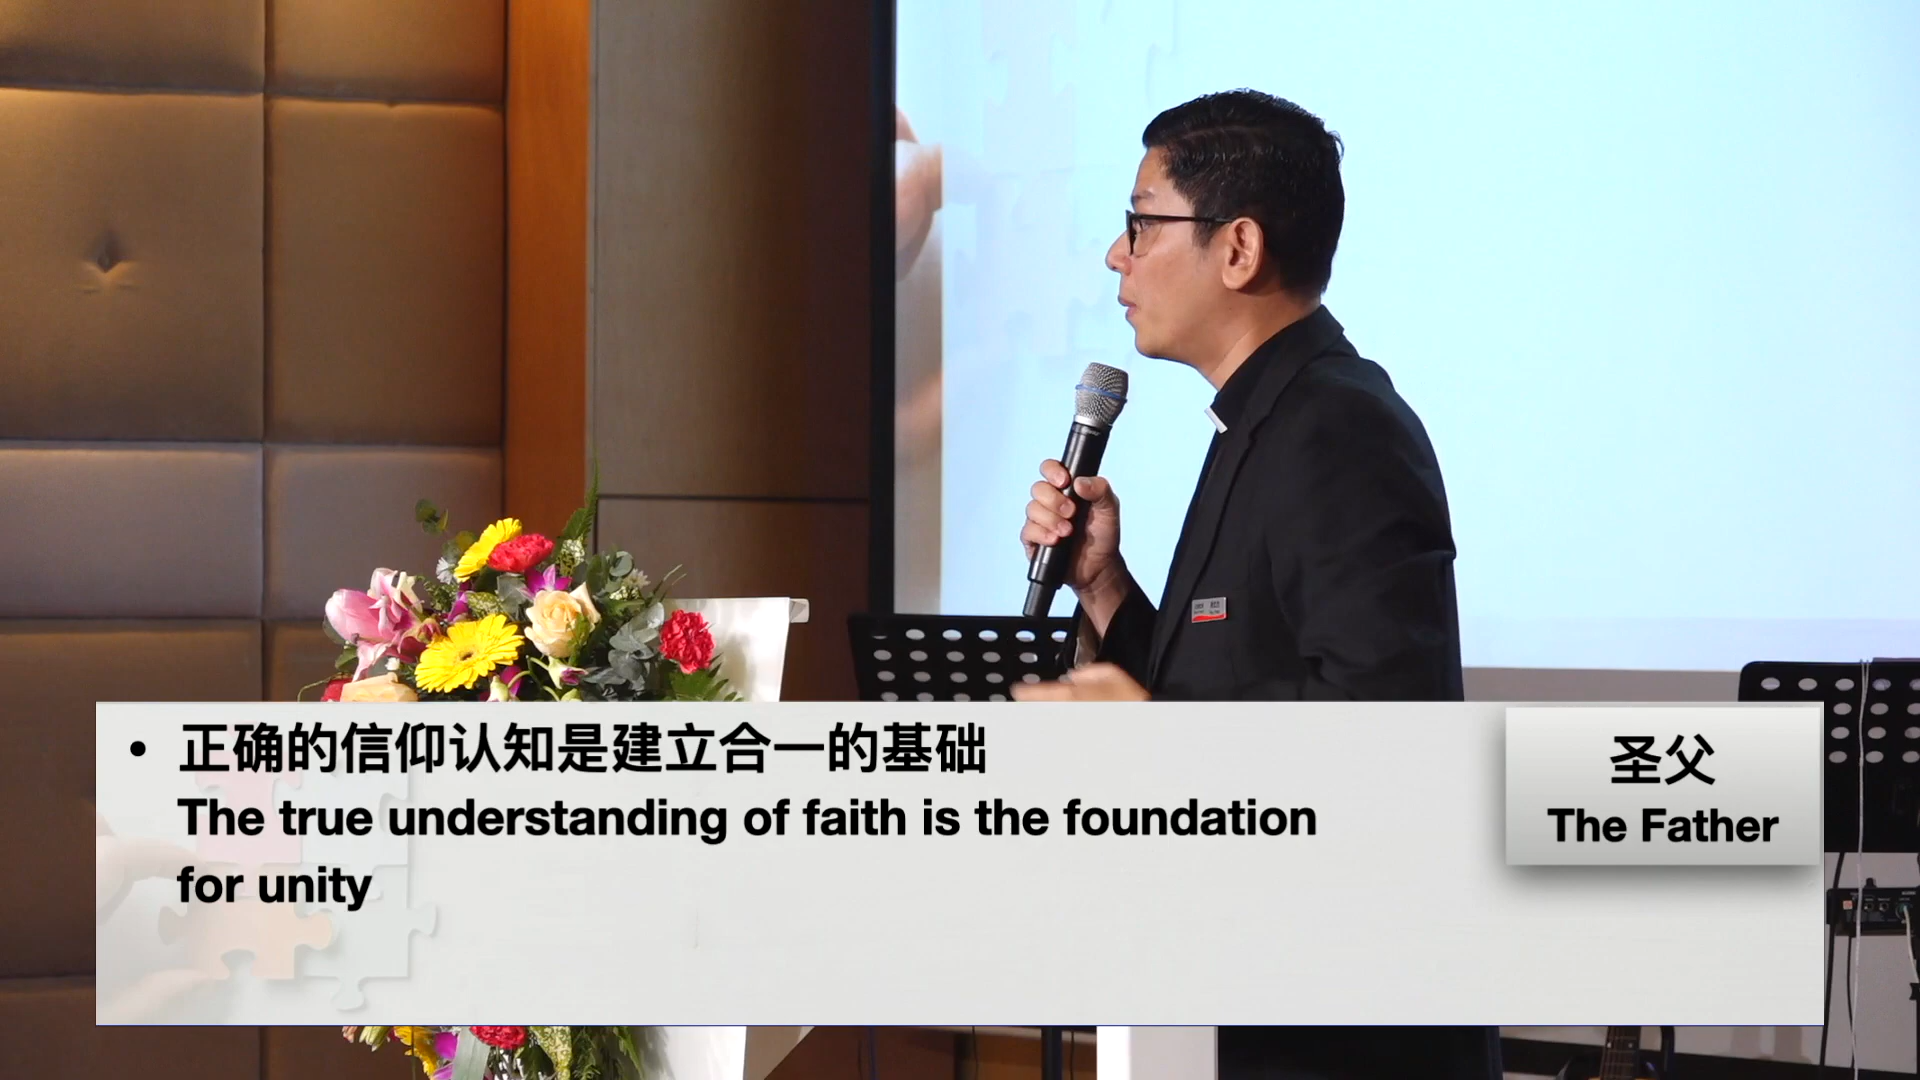 • 正确的信仰认知是建立合一的基础
The true understanding of faith is the foundation
for unity
圣父
The Father